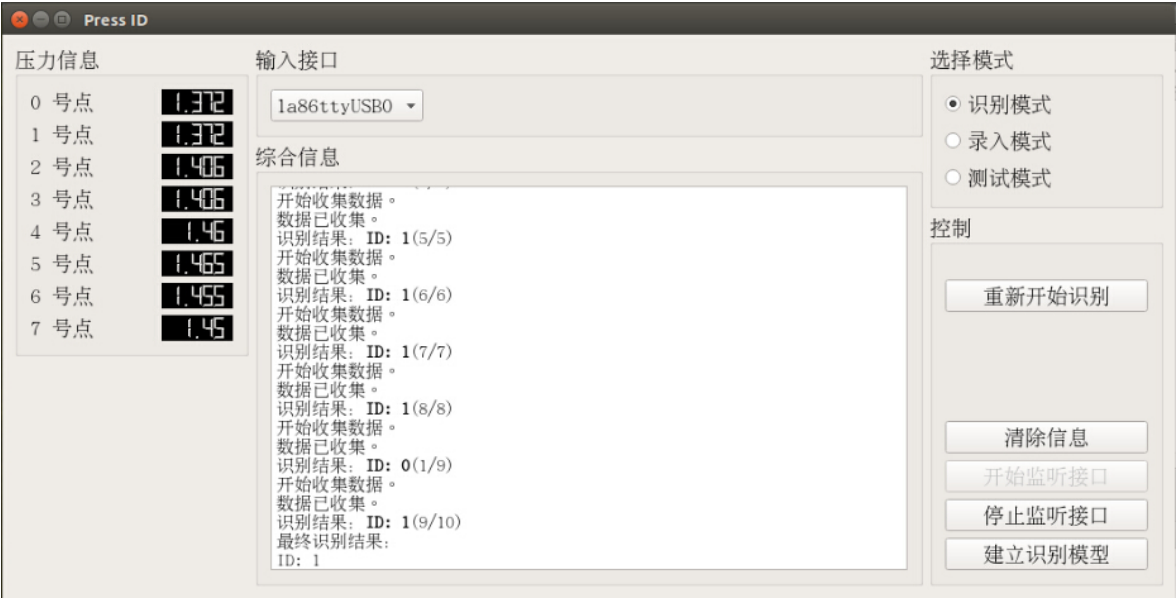 Press ID
压力信息
0 号点 1.372
1 号点 1.372
2 号点 1.406
3 号点 1.406
4 号点 1.46
5 号点 1.465
6 号点 1.455
7 号点 1.45
输入接口
1a86ttyUSB0
综合信息
开始收集数据。
数据已收集。
识别结果: ID: 1(5/5)
开始收集数据。
数据已收集。
识别结果: ID: 1(6/6)
开始收集数据。
数据已收集。
识别结果: ID: 1(7/7)
开始收集数据。
数据已收集。
识别结果: ID: 1(8/8)
开始收集数据。
数据已收集。
识别结果: ID: 0(1/9)
开始收集数据。
数据已收集。
识别结果: ID: 1(9/10)
最终识别结果:
ID: 1
选择模式
识别模式
录入模式
测试模式
控制
重新开始识别
清除信息
开始监听接口
停止监听接口
建立识别模型